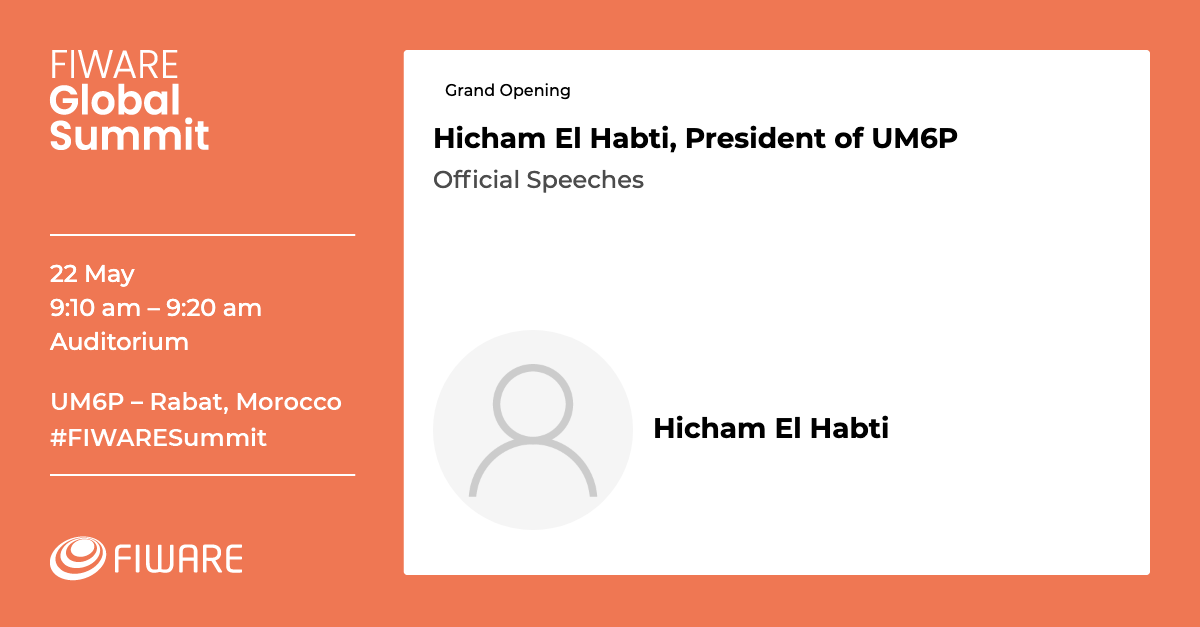 FIWARE
Global
Summit
22 May
9:10 am – 9:20 am
Auditorium
UM6P – Rabat, Morocco
#FIWARESummit
FIWARE
Grand Opening
Hicham El Habti, President of UM6P
Official Speeches
Hicham El Habti